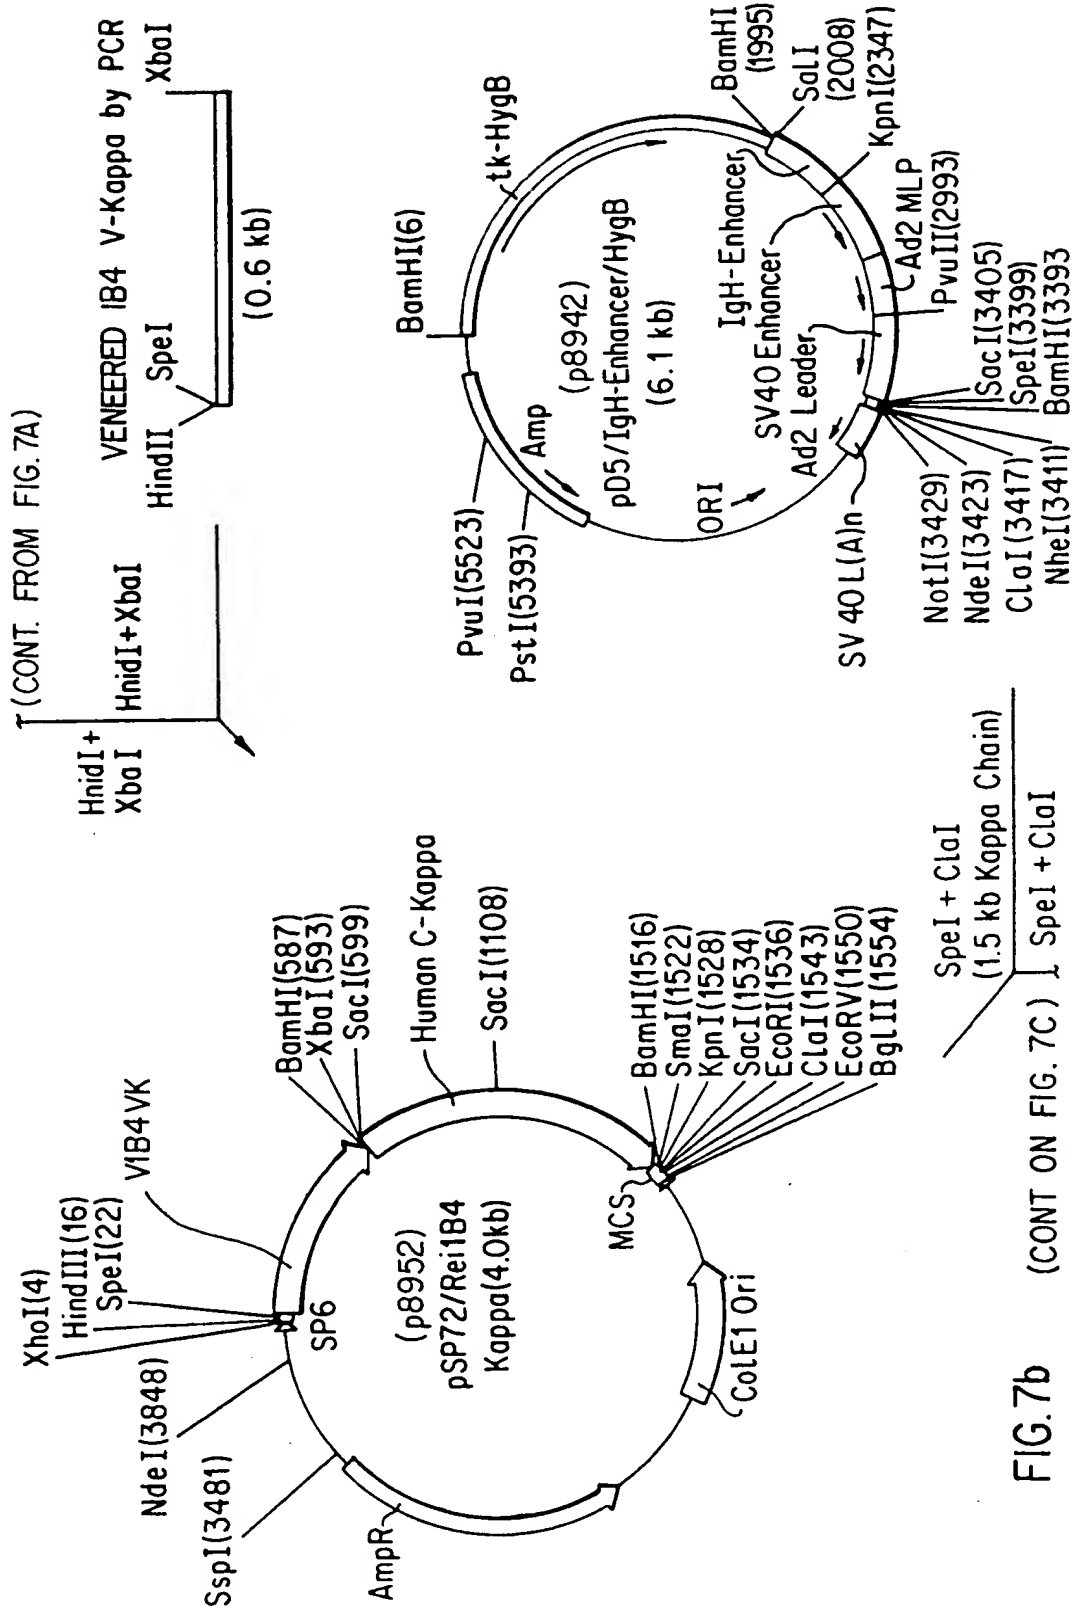 (CONT. FROM FIG. 7A)
HnidI+
XbaI
HnidI+XbaI
VENEERED IB4 V-Kappa by PCR
HindII
SpeI
XbaI
(0.6 kb)
XhoI(4)
HindIII(16)
SpeI(22)
NdeI(3848)
SspI(3481)
V1B4VK
BamHI(587)
XbaI(593)
SacI(599)
Human C-Kappa
SacI(1108)
SP6
(p8952)
pSP72/Rei1B4
Kappa(4.0kb)
AmpR
MCS
ColE1 Ori
BamHI(1516)
SmaI(1522)
KpnI(1528)
SacI(1534)
EcoRI(1536)
ClaI(1543)
EcoRV(1550)
BglII(1554)
BamHI(6)
tk-HygB
PvuI(5523)
PstI(5393)
Amp
(p8942)
pD5/IgH-Enhancer/HygB
(6.1 kb)
ORI
IgH-Enhancer
SV40 Enhancer
Ad2 Leader
BamHI
(1995)
SalI
(2008)
KpnI(2347)
Ad2 MLP
PvuII(2993)
SV 40 L(A)n
SacI(3405)
SpeI(3399)
BamHI(3393
NotI(3429)
NdeI(3423)
ClaI(3417)
NheI(3411)
SpeI + ClaI
(1.5 kb Kappa Chain)
SpeI + ClaI
(CONT ON FIG. 7C)
FIG. 7b